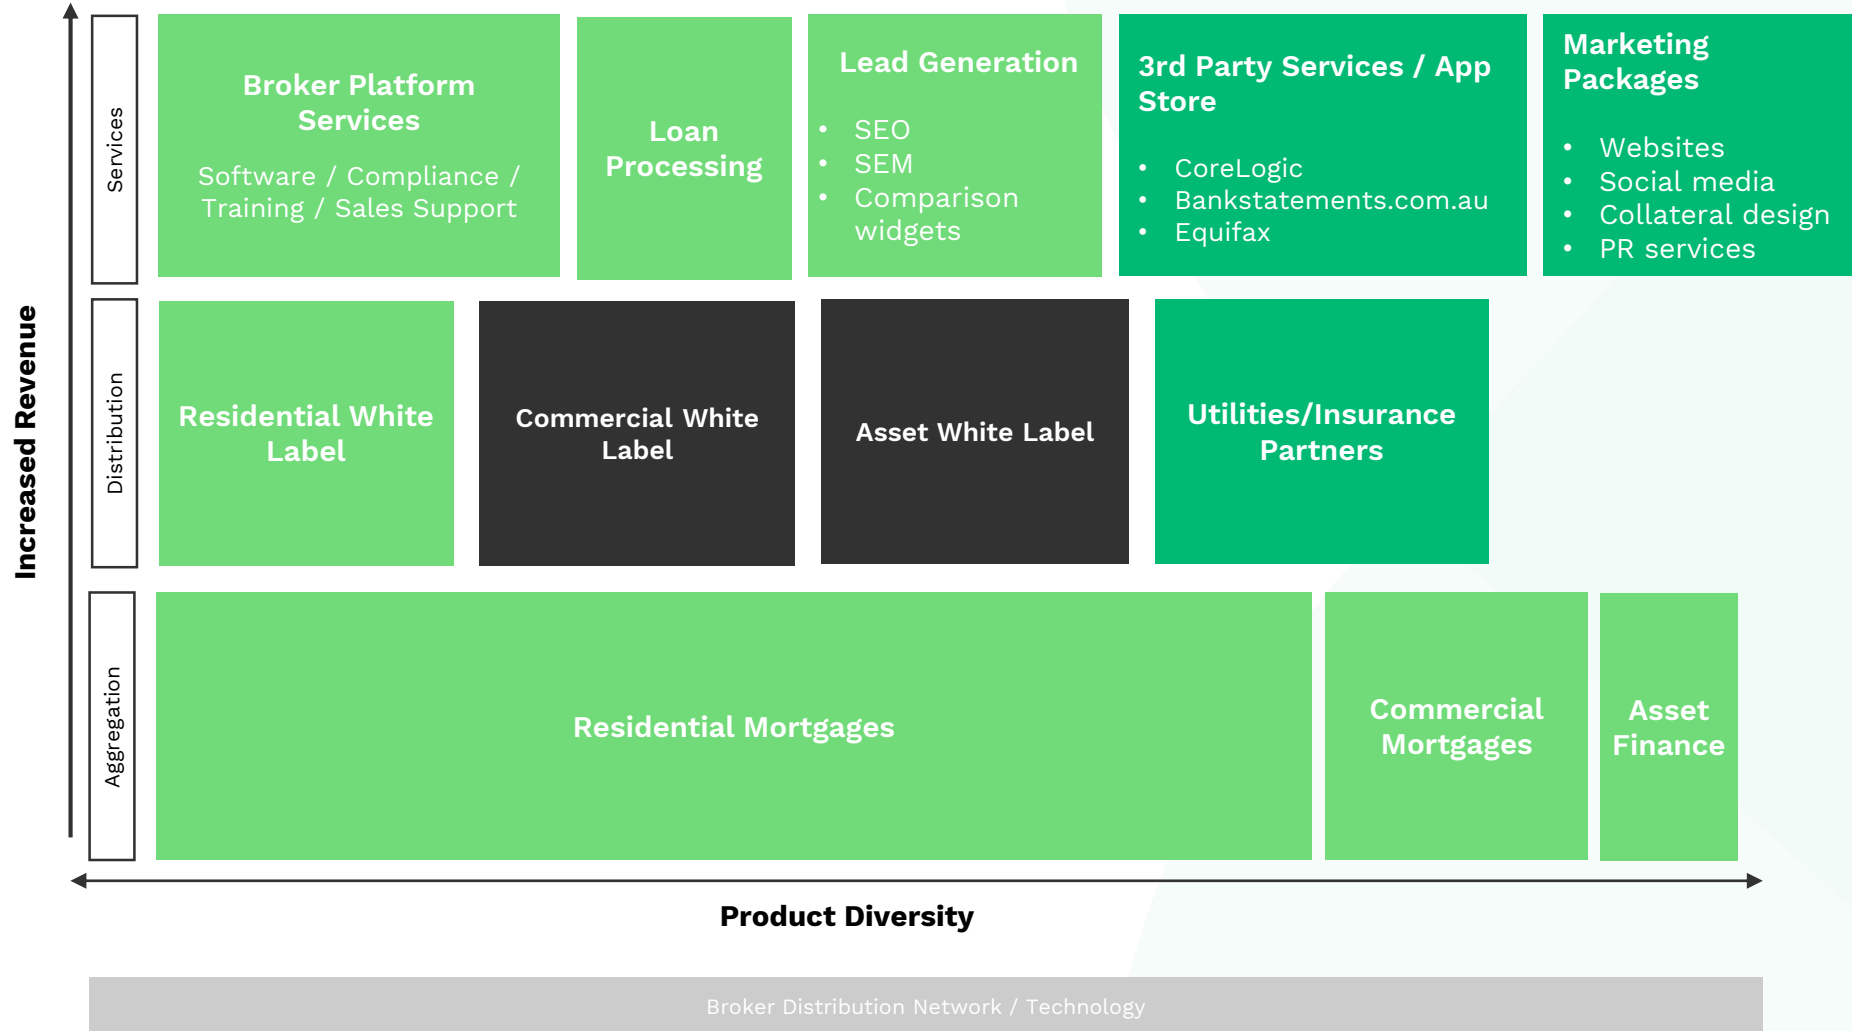 Increased Revenue
Services
Broker Platform
Services
Software / Compliance /
Training / Sales Support
Loan
Processing
Lead Generation
• SEO
• SEM
• Comparison
widgets
3rd Party Services / App
Store
• CoreLogic
• Bankstatements.com.au
• Equifax
Marketing
Packages
• Websites
• Social media
• Collateral design
• PR services
Distribution
Residential White
Label
Commercial White
Label
Asset White Label
Utilities/Insurance
Partners
Aggregation
Residential Mortgages
Commercial
Mortgages
Asset
Finance
Product Diversity
Broker Distribution Network / Technology